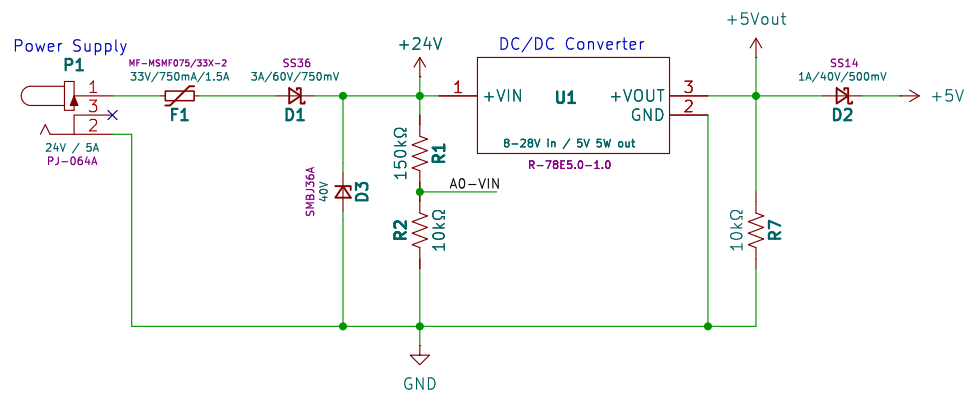 Power Supply
P1
1
3
2
24V / 5A
PJ-064A
MF-MSMF075/33X-2
33V/750mA/1.5A
F1
SS36
3A/60V/750mV
D1
SMBJ36A
40V
D3
+24V
150kΩ
R1
A0-VIN
R2
10kΩ
GND
DC/DC Converter
1
+VIN
U1
+VOUT
3
GND
2
8-28V in / 5V 5W out
R-78E5.0-1.0
+5Vout
10kΩ
R7
SS14
1A/40V/500mV
D2
+5V